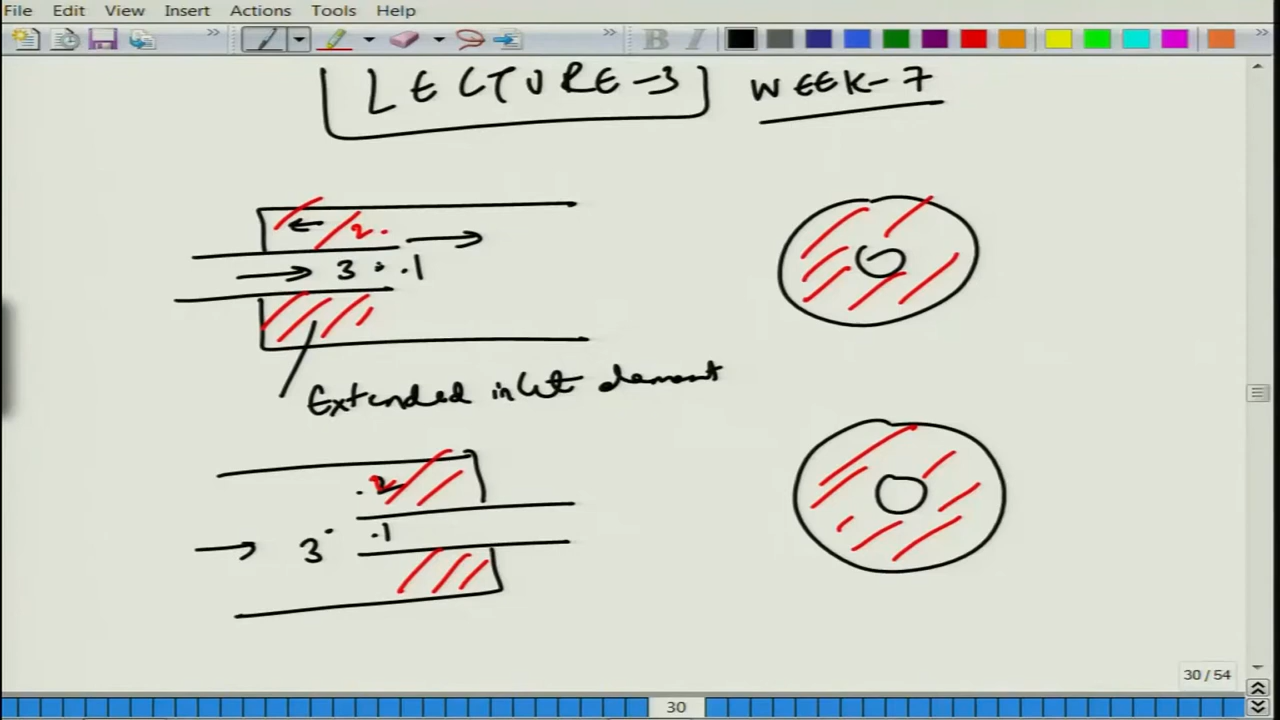 File Edit View Insert Actions Tools Help
B I
LECTURE-3 WEEK-7
2.
3 . .1
Extended inlet element
.2
3 .1
30 / 54
30